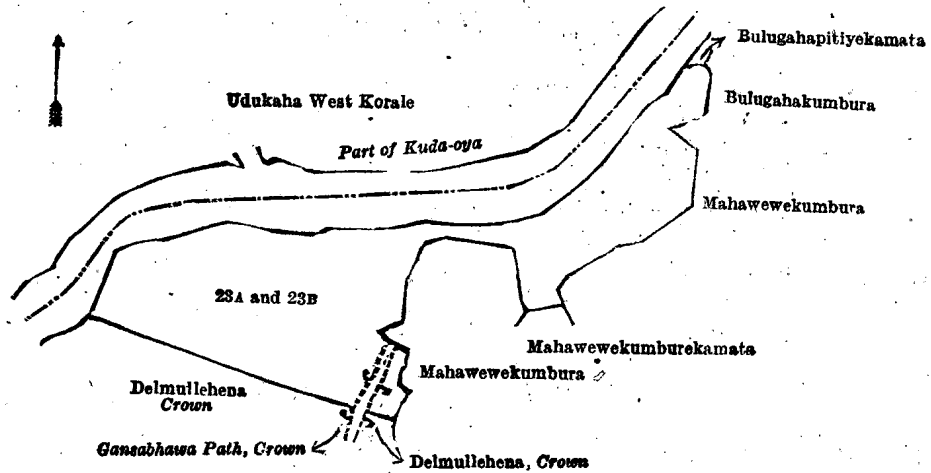 Bulugahapitiyekamata
Udukaha West Korale
Bulugahakumbura
Part of Kuda-oya
Mahawewekumbura
23A and 23B
Mahawewekumburekamata
Mahawewekumbura
Delmullehena
Crown
Gansabhawa Path, Crown
Delmullehena, Crown